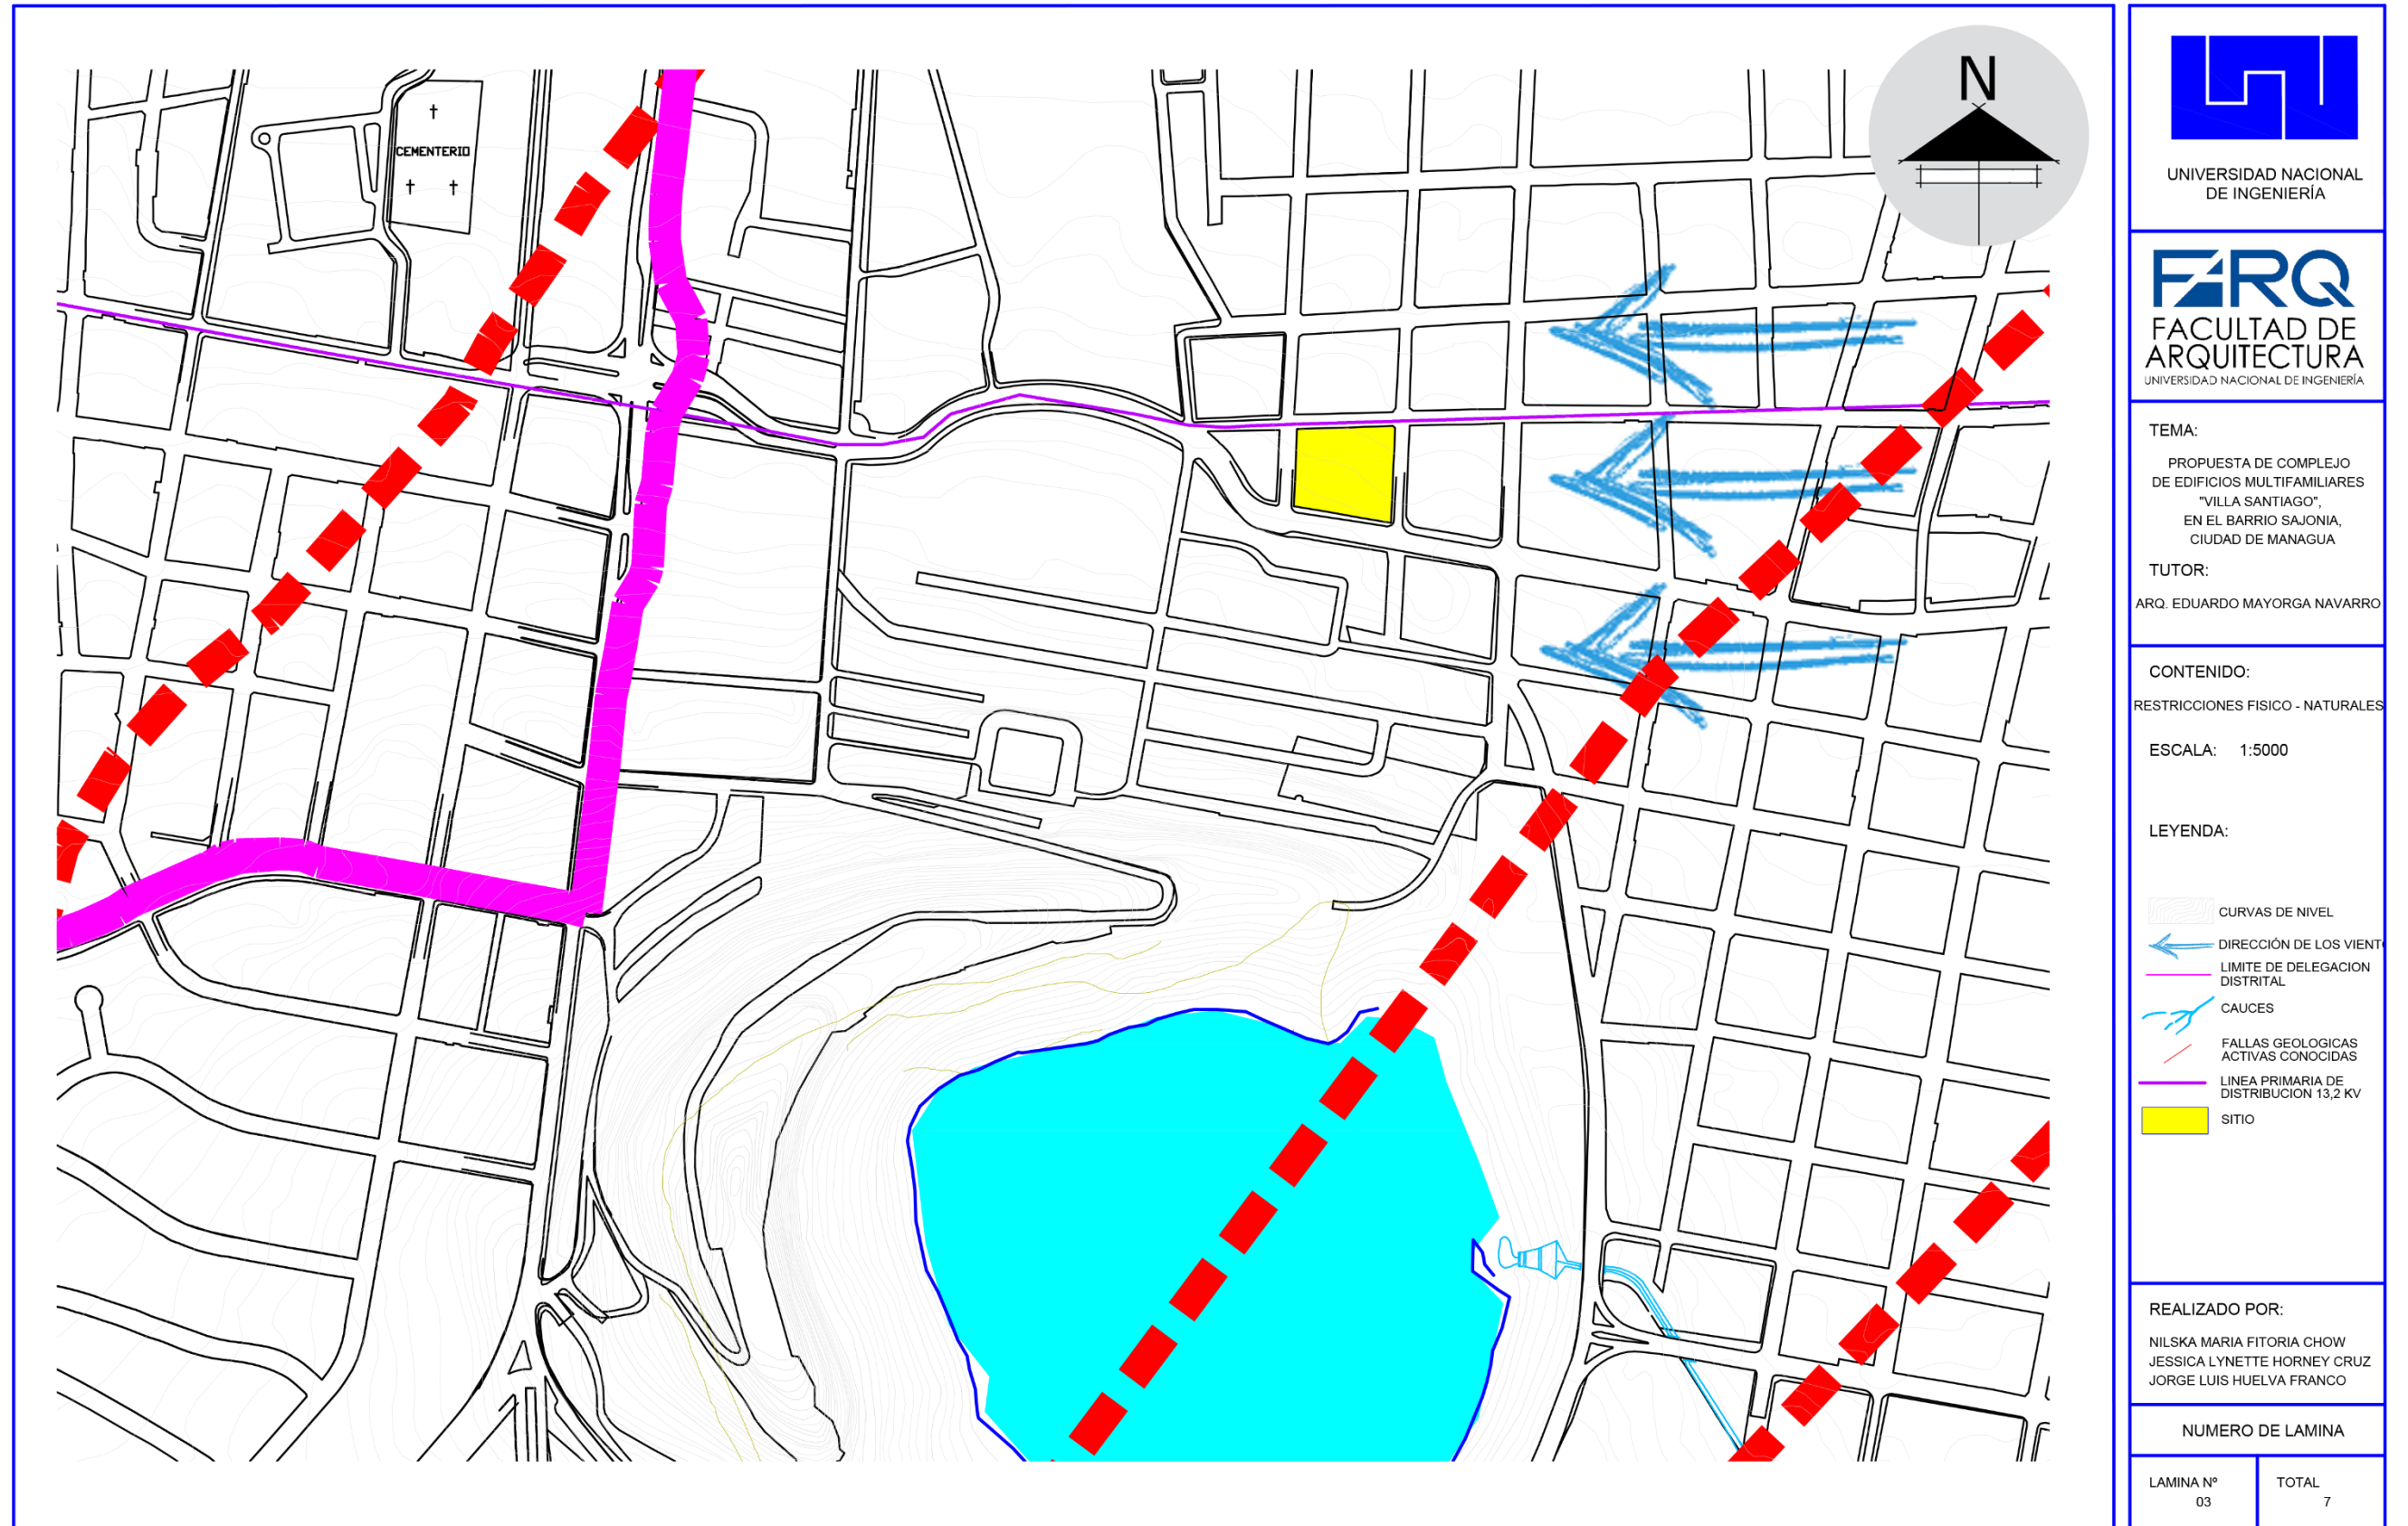 CEMENTERIO
N
UNIVERSIDAD NACIONAL
DE INGENIERÍA
FARQ
FACULTAD DE
ARQUITECTURA
UNIVERSIDAD NACIONAL DE INGENIERÍA
TEMA:
PROPUESTA DE COMPLEJO
DE EDIFICIOS MULTIFAMILIARES
"VILLA SANTIAGO",
EN EL BARRIO SAJONIA,
CIUDAD DE MANAGUA
TUTOR:
ARQ. EDUARDO MAYORGA NAVARRO
CONTENIDO:
RESTRICCIONES FISICO - NATURALES
ESCALA: 1:5000
LEYENDA:
CURVAS DE NIVEL
DIRECCIÓN DE LOS VIENT
LIMITE DE DELEGACION
DISTRITAL
CAUCES
FALLAS GEOLOGICAS
ACTIVAS CONOCIDAS
LINEA PRIMARIA DE
DISTRIBUCION 13,2 KV
SITIO
REALIZADO POR:
NILSKA MARIA FITORIA CHOW
JESSICA LYNETTE HORNEY CRUZ
JORGE LUIS HUELVA FRANCO
NUMERO DE LAMINA
LAMINA Nº
03
TOTAL
7